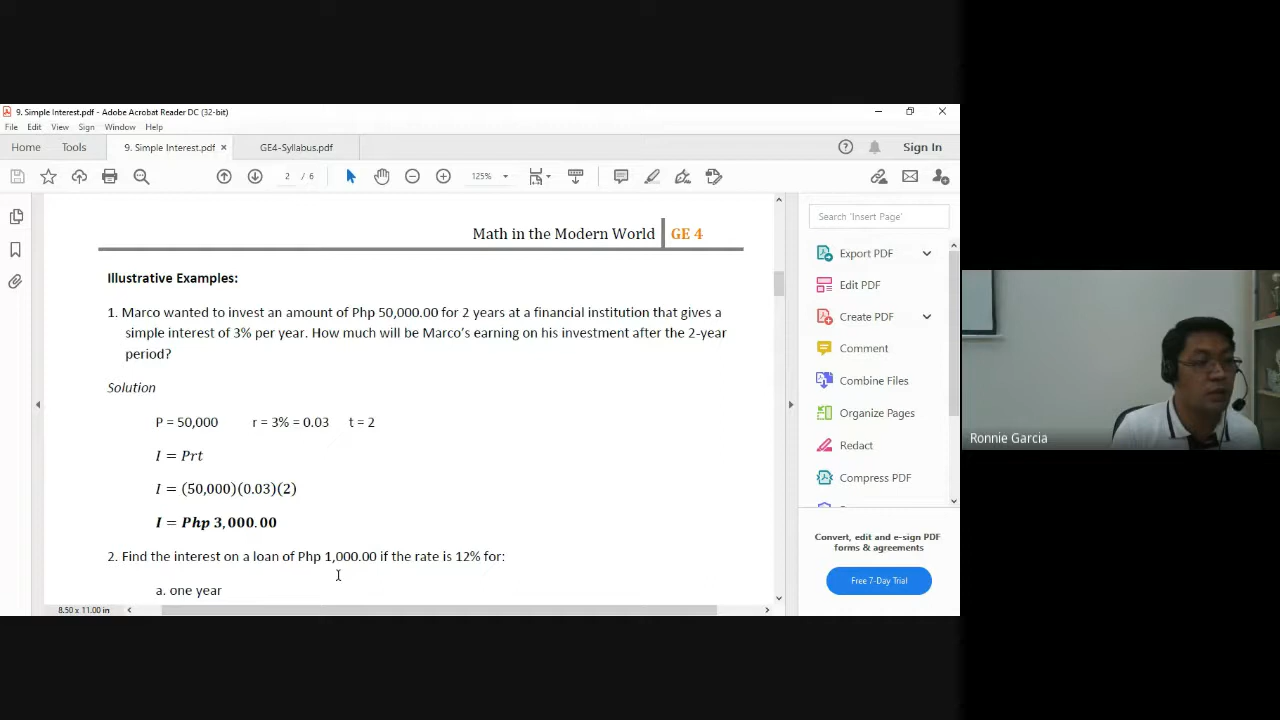 9. Simple Interest.pdf - Adobe Acrobat Reader DC (32-bit)
File Edit View Sign Window Help
Home Tools 9. Simple Interest.pdf × GE4-Syllabus.pdf Sign In
2 / 6 125%
Math in the Modern World GE 4
Illustrative Examples:
1. Marco wanted to invest an amount of Php 50,000.00 for 2 years at a financial institution that gives a
simple interest of 3% per year. How much will be Marco's earning on his investment after the 2-year
period?
Solution
P = 50,000 r = 3% = 0.03 t = 2
I = Prt
I = (50,000)(0.03)(2)
I = Php 3,000.00
2. Find the interest on a loan of Php 1,000.00 if the rate is 12% for:
a. one year
8.50 x 11.00 in
Search 'Insert Page'
Export PDF
Edit PDF
Create PDF
Comment
Combine Files
Organize Pages
Redact
Compress PDF
Convert, edit and e-sign PDF
forms & agreements
Free 7-Day Trial
Ronnie Garcia